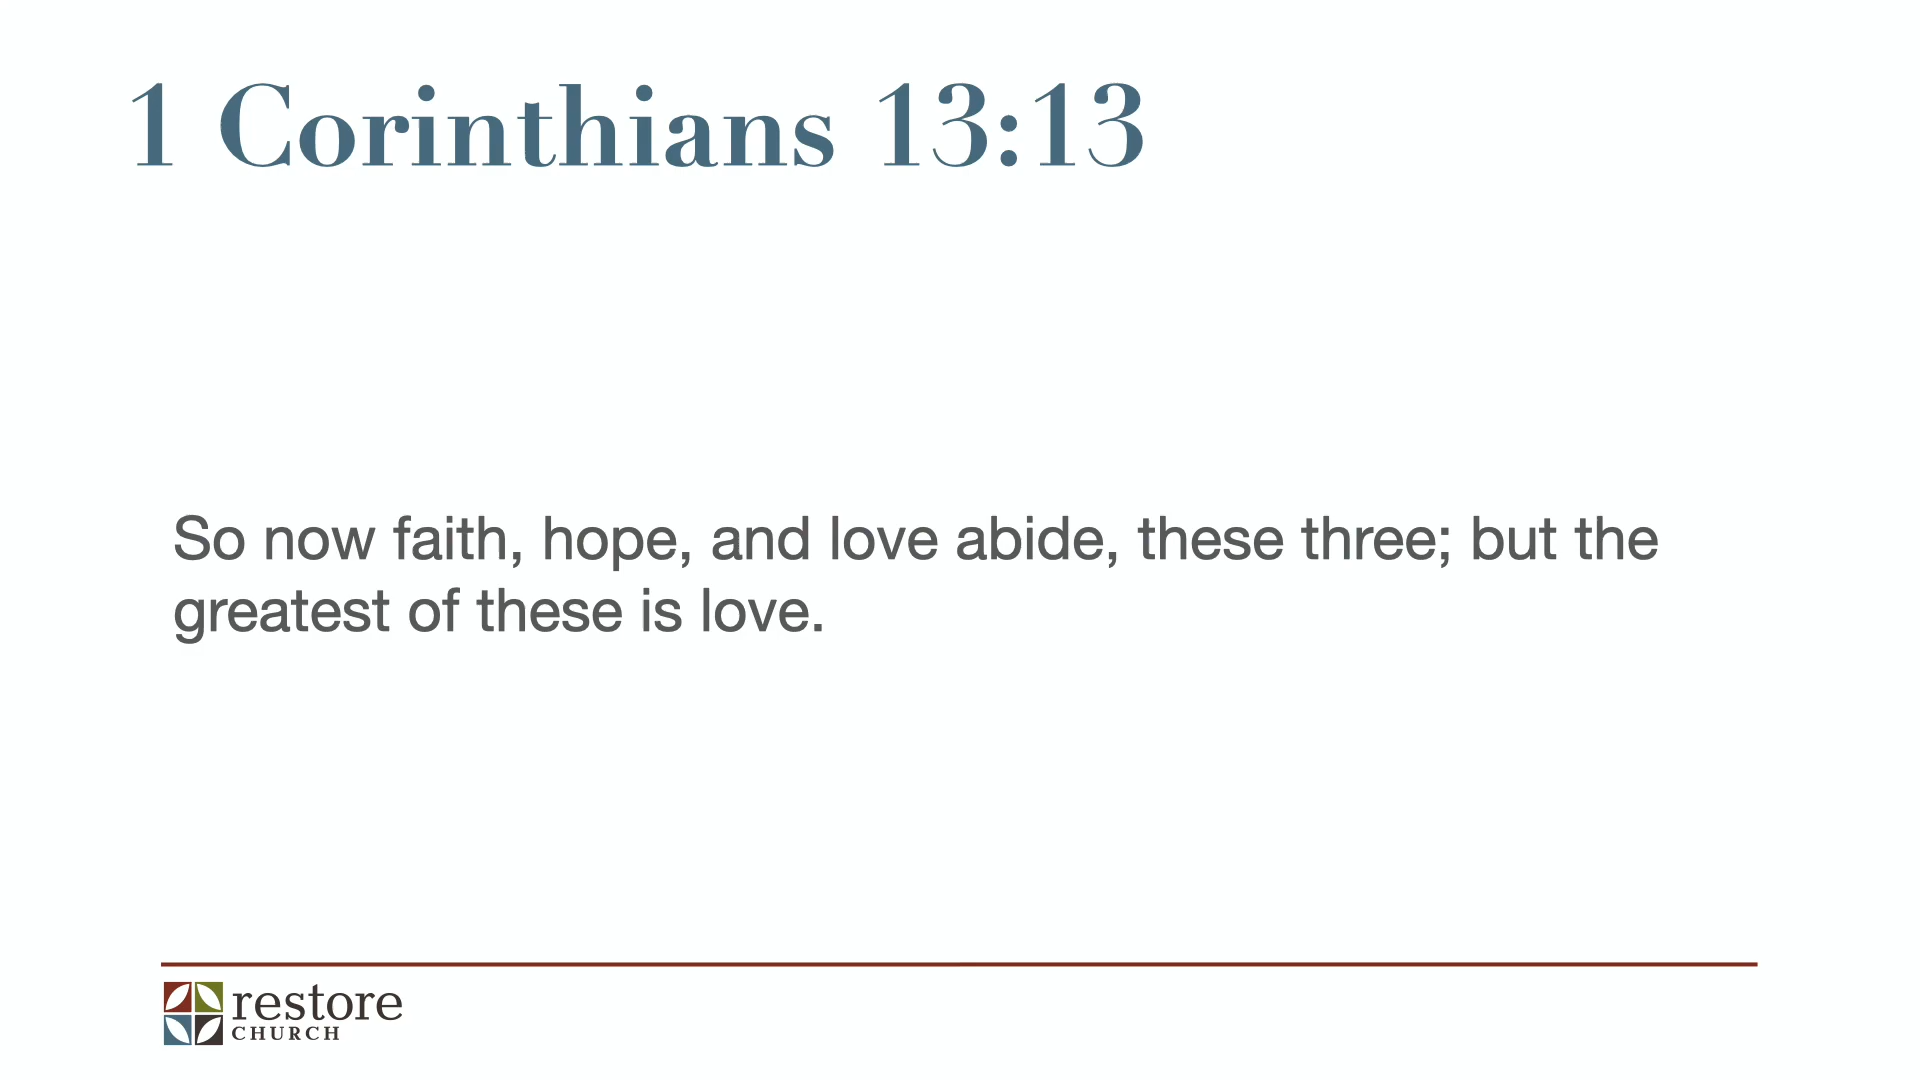 1 Corinthians 13:13
So now faith, hope, and love abide, these three; but the
greatest of these is love.
restore
CHURCH